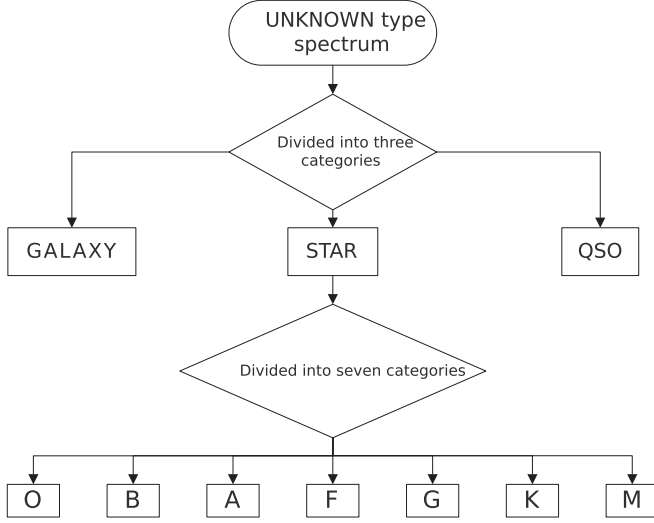 UNKNOWN type
spectrum
Divided into three
categories
GALAXY
STAR
QSO
Divided into seven categories
O
B
A
F
G
K
M